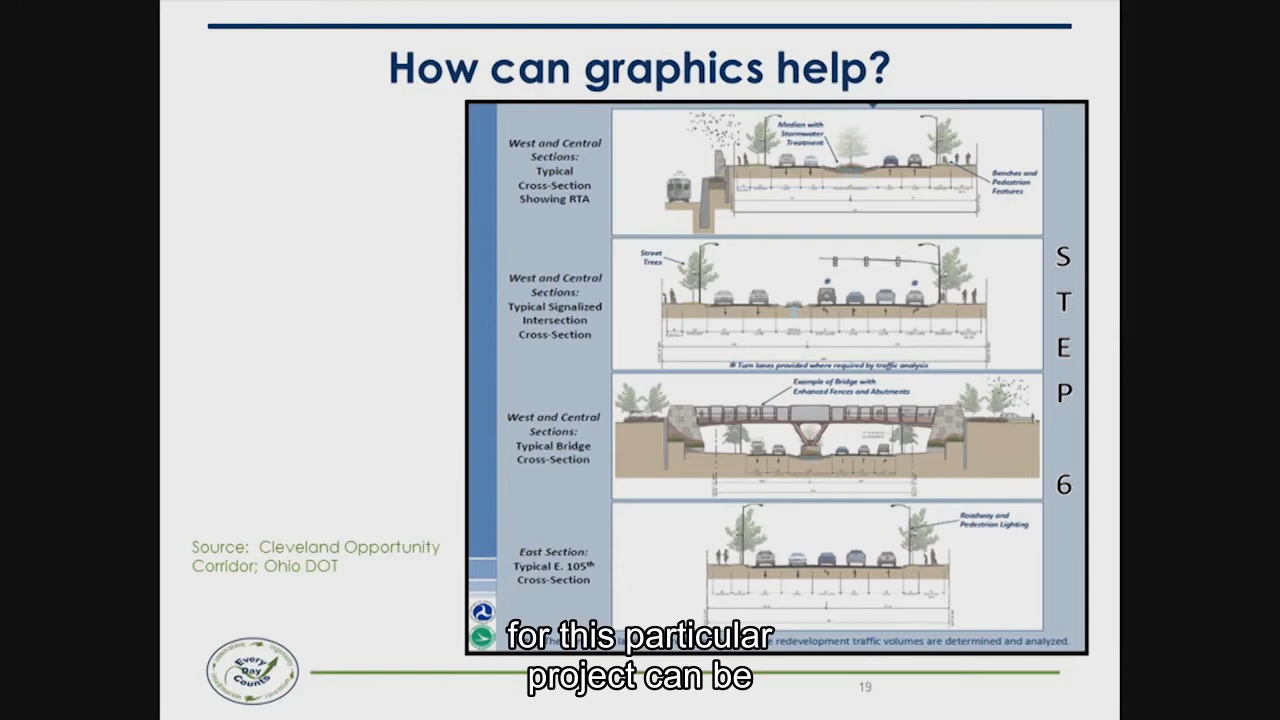 How can graphics help?
West and Central
Sections:
Typical
Cross-Section
Showing RTA
Median with
Stormwater
Treatment
Benches and
Pedestrian
Features
West and Central
Sections:
Typical Signalized
Intersection
Cross-Section
Street
Trees
* Turn lanes provided where required by traffic analysis
West and Central
Sections:
Typical Bridge
Cross-Section
Example of Bridge with
Enhanced Fences and Abutments
East Section:
Typical E. 105th
Cross-Section
Roadway and
Pedestrian Lighting
STEP 6
redevelopment traffic volumes are determined and analyzed.
Source: Cleveland Opportunity
Corridor; Ohio DOT
for this particular
project can be
Every
Day
Counts
19